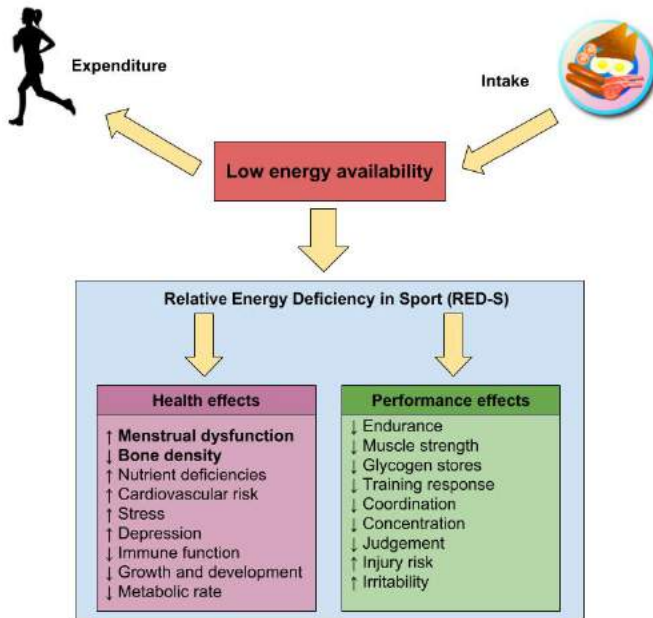 Expenditure
Intake
Low energy availability
Relative Energy Deficiency in Sport (RED-S)
Health effects
↑ Menstrual dysfunction
↓ Bone density
↑ Nutrient deficiencies
↑ Cardiovascular risk
↑ Stress
↑ Depression
↓ Immune function
↓ Growth and development
↓ Metabolic rate
Performance effects
↓ Endurance
↓ Muscle strength
↓ Glycogen stores
↓ Training response
↓ Coordination
↓ Concentration
↓ Judgement
↑ Injury risk
↑ Irritability